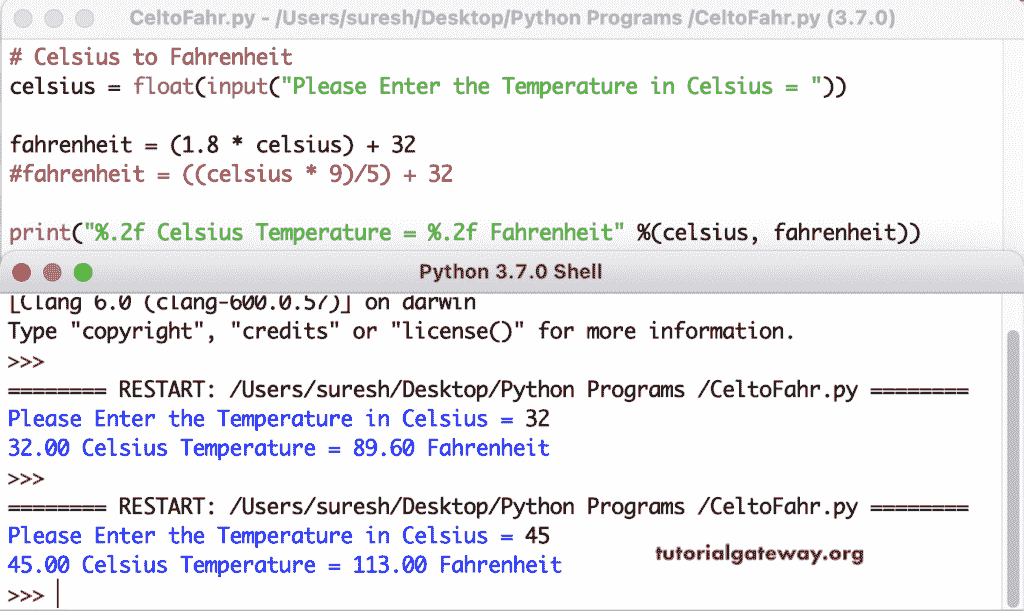 CeltoFahr.py - /Users/suresh/Desktop/Python Programs /CeltoFahr.py (3.7.0)
# Celsius to Fahrenheit
celsius = float(input("Please Enter the Temperature in Celsius = "))
fahrenheit = (1.8 * celsius) + 32
#fahrenheit = ((celsius * 9)/5) + 32
print("%.2f Celsius Temperature = %.2f Fahrenheit" %(celsius, fahrenheit))
Python 3.7.0 Shell
[Clang 6.0 (clang-600.0.57)] on darwin
Type "copyright", "credits" or "license()" for more information.
>>>
======== RESTART: /Users/suresh/Desktop/Python Programs /CeltoFahr.py ========
Please Enter the Temperature in Celsius = 32
32.00 Celsius Temperature = 89.60 Fahrenheit
>>>
======== RESTART: /Users/suresh/Desktop/Python Programs /CeltoFahr.py ========
Please Enter the Temperature in Celsius = 45
45.00 Celsius Temperature = 113.00 Fahrenheit
tutorialgateway.org
>>>